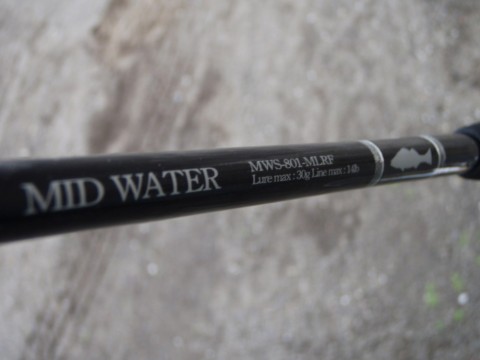 MID WATER
MWS-801-MLRF
Lure max : 30g Line max : 14lb